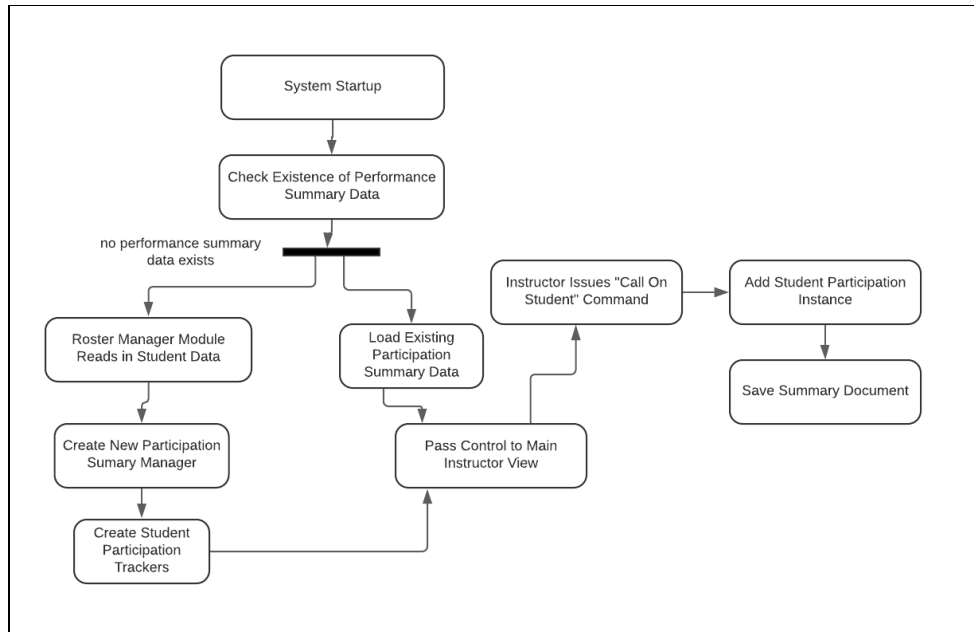 System Startup
Check Existence of Performance
Summary Data
no performance summary
data exists
Roster Manager Module
Reads in Student Data
Create New Participation
Sumary Manager
Create Student
Participation
Trackers
Load Existing
Participation
Summary Data
Pass Control to Main
Instructor View
Instructor Issues "Call On
Student" Command
Add Student Participation
Instance
Save Summary Document